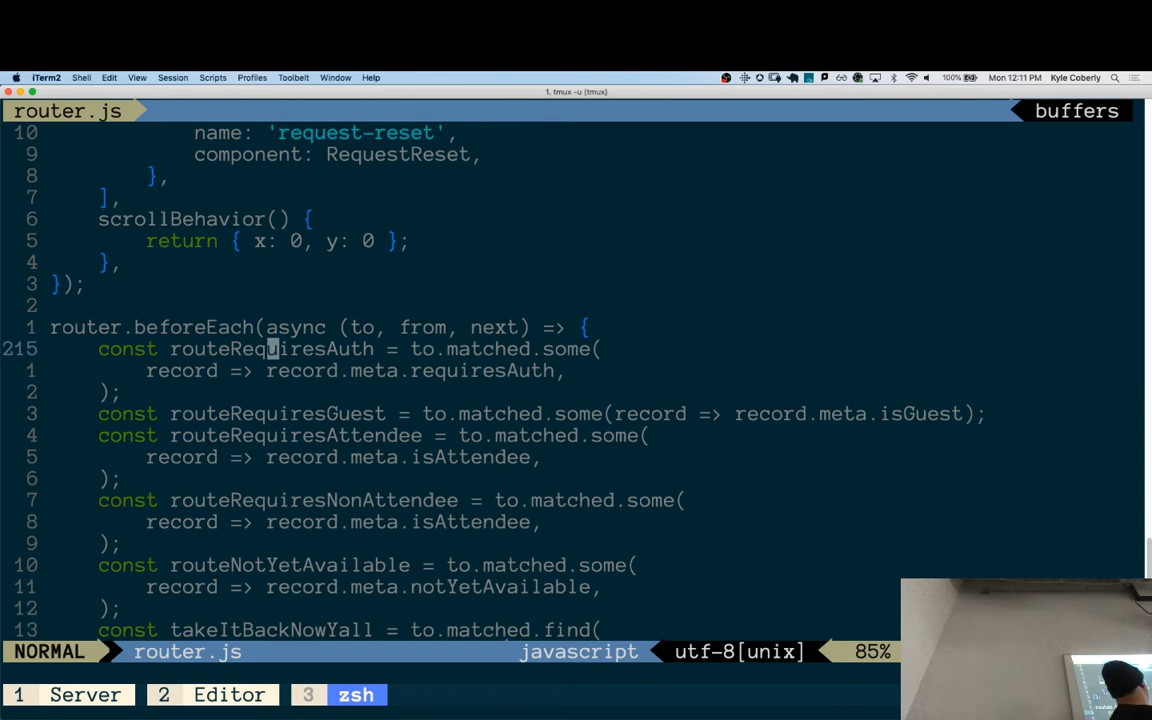 iTerm2 Shell Edit View Session Scripts Profiles Toolbelt Window Help 100% Mon 12:11 PM Kyle Coberly
1. tmux -u (tmux)
router.js buffers
10 name: 'request-reset',
9 component: RequestReset,
8 },
7 ],
6 scrollBehavior() {
5 return { x: 0, y: 0 };
4 },
3 });
2
1 router.beforeEach(async (to, from, next) => {
215 const routeRequiresAuth = to.matched.some(
1 record => record.meta.requiresAuth,
2 );
3 const routeRequiresGuest = to.matched.some(record => record.meta.isGuest);
4 const routeRequiresAttendee = to.matched.some(
5 record => record.meta.isAttendee,
6 );
7 const routeRequiresNonAttendee = to.matched.some(
8 record => record.meta.isAttendee,
9 );
10 const routeNotYetAvailable = to.matched.some(
11 record => record.meta.notYetAvailable,
12 );
13 const takeItBackNowYall = to.matched.find(
NORMAL router.js javascript utf-8[unix] 85%
1 Server 2 Editor 3 zsh